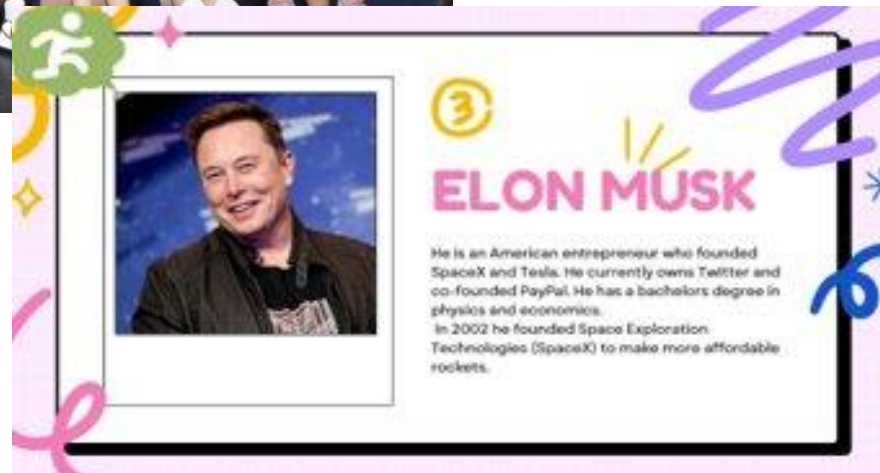 3
ELON MUSK
He is an American entrepreneur who founded
SpaceX and Tesla. He currently owns Twitter and
co-founded PayPal. He has a bachelors degree in
physics and economics.
In 2002 he founded Space Exploration
Technologies (SpaceX) to make more affordable
rockets.